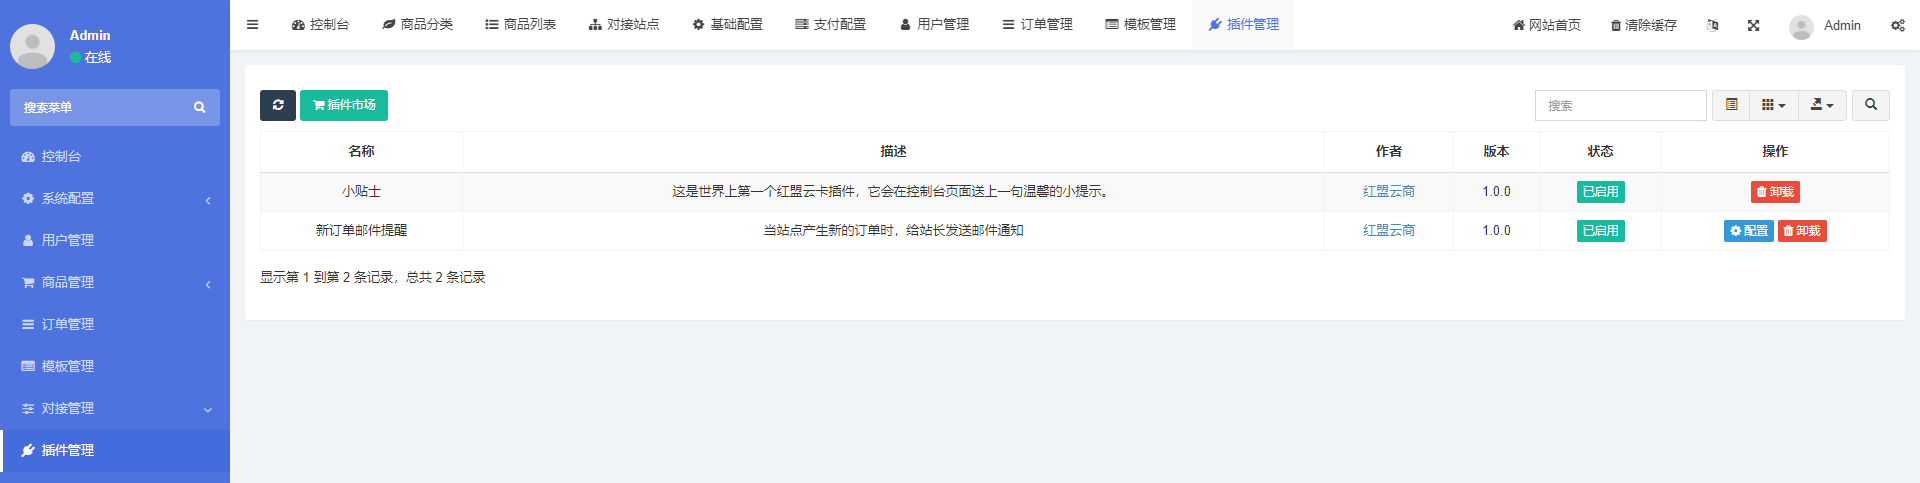 Admin
在线
搜索菜单
控制台
系统配置
用户管理
商品管理
订单管理
模板管理
对接管理
插件管理
控制台 商品分类 商品列表 对接站点 基础配置 支付配置 用户管理 订单管理 模板管理 插件管理 网站首页 清除缓存 Admin
插件市场 搜索
名称 描述 作者 版本 状态 操作
小贴士 这是世界上第一个红盟云卡插件，它会在控制台页面送上一句温馨的小提示。 红盟云商 1.0.0 已启用 卸载
新订单邮件提醒 当站点产生新的订单时，给站长发送邮件通知 红盟云商 1.0.0 已启用 配置 卸载
显示第 1 到第 2 条记录，总共 2 条记录